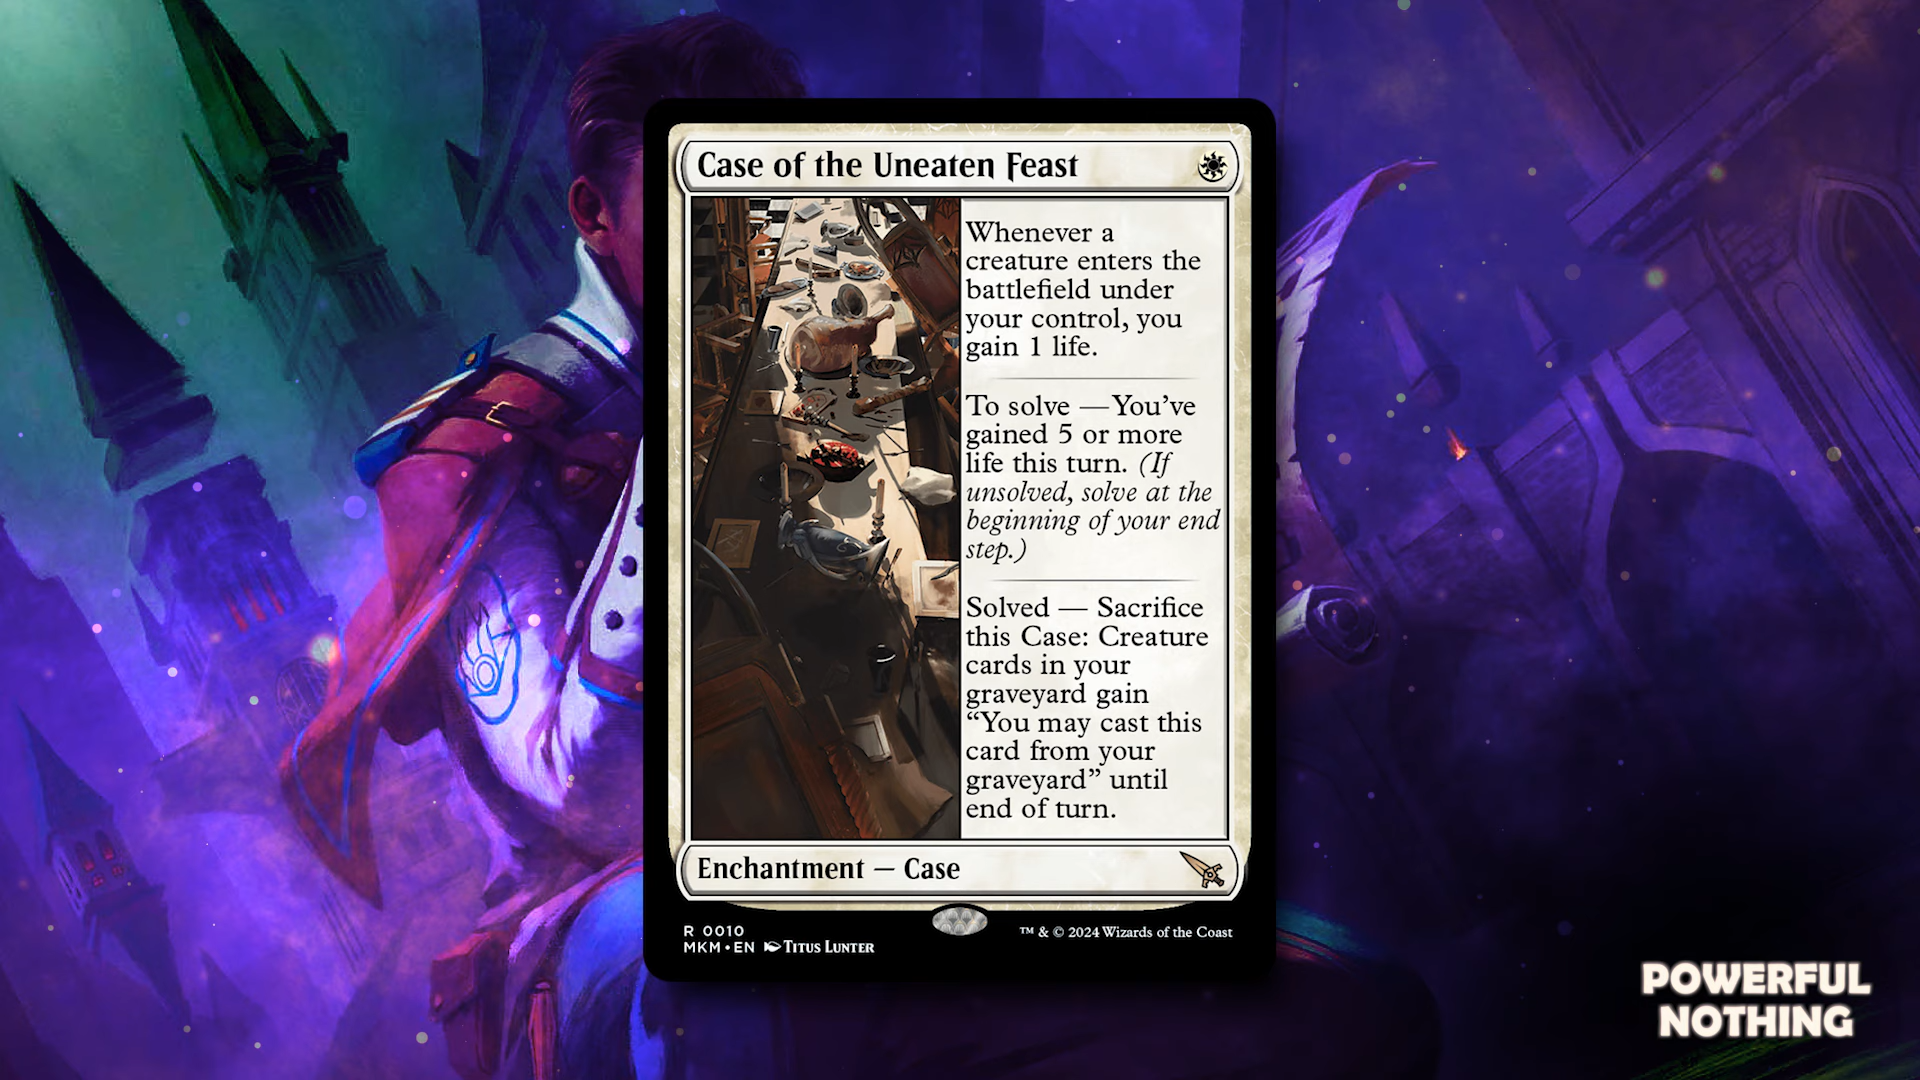 Case of the Uneaten Feast
Whenever a
creature enters the
battlefield under
your control, you
gain 1 life.
To solve —You’ve
gained 5 or more
life this turn. (If
unsolved, solve at the
beginning of your end
step.)
Solved — Sacrifice
this Case: Creature
cards in your
graveyard gain
“You may cast this
card from your
graveyard” until
end of turn.
Enchantment — Case
R 0010
MKM • EN Titus Lunter
™ & © 2024 Wizards of the Coast
POWERFUL
NOTHING